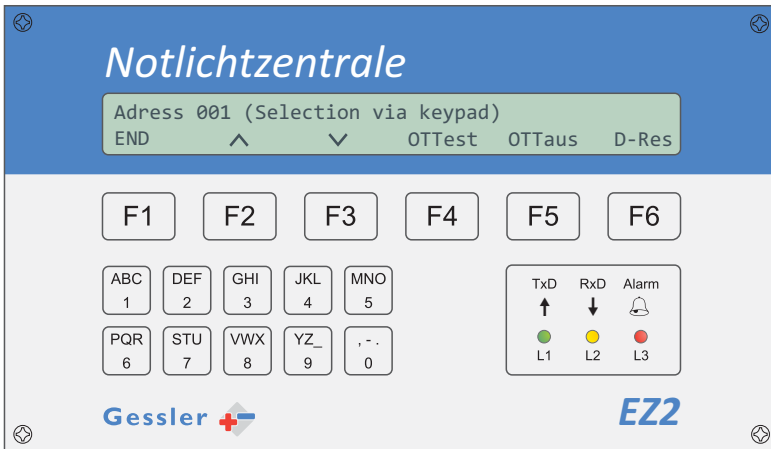 Notlichtzentrale
Adress 001 (Selection via keypad)
END OTTest OTTaus D-Res
F1 F2 F3 F4 F5 F6
ABC DEF GHI JKL MNO
1 2 3 4 5
PQR STU VWX YZ_ , - .
6 7 8 9 0
TxD RxD Alarm
L1 L2 L3
Gessler
EZ2